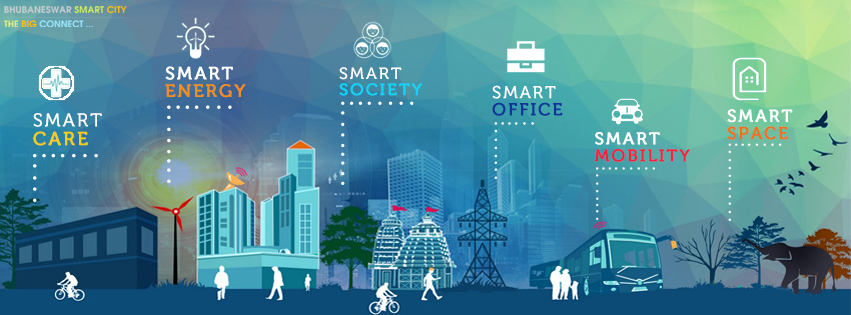 BHUBANESWAR SMART CITY
THE BIG CONNECT ...
SMART
CARE
SMART
ENERGY
SMART
SOCIETY
SMART
OFFICE
SMART
MOBILITY
SMART
SPACE